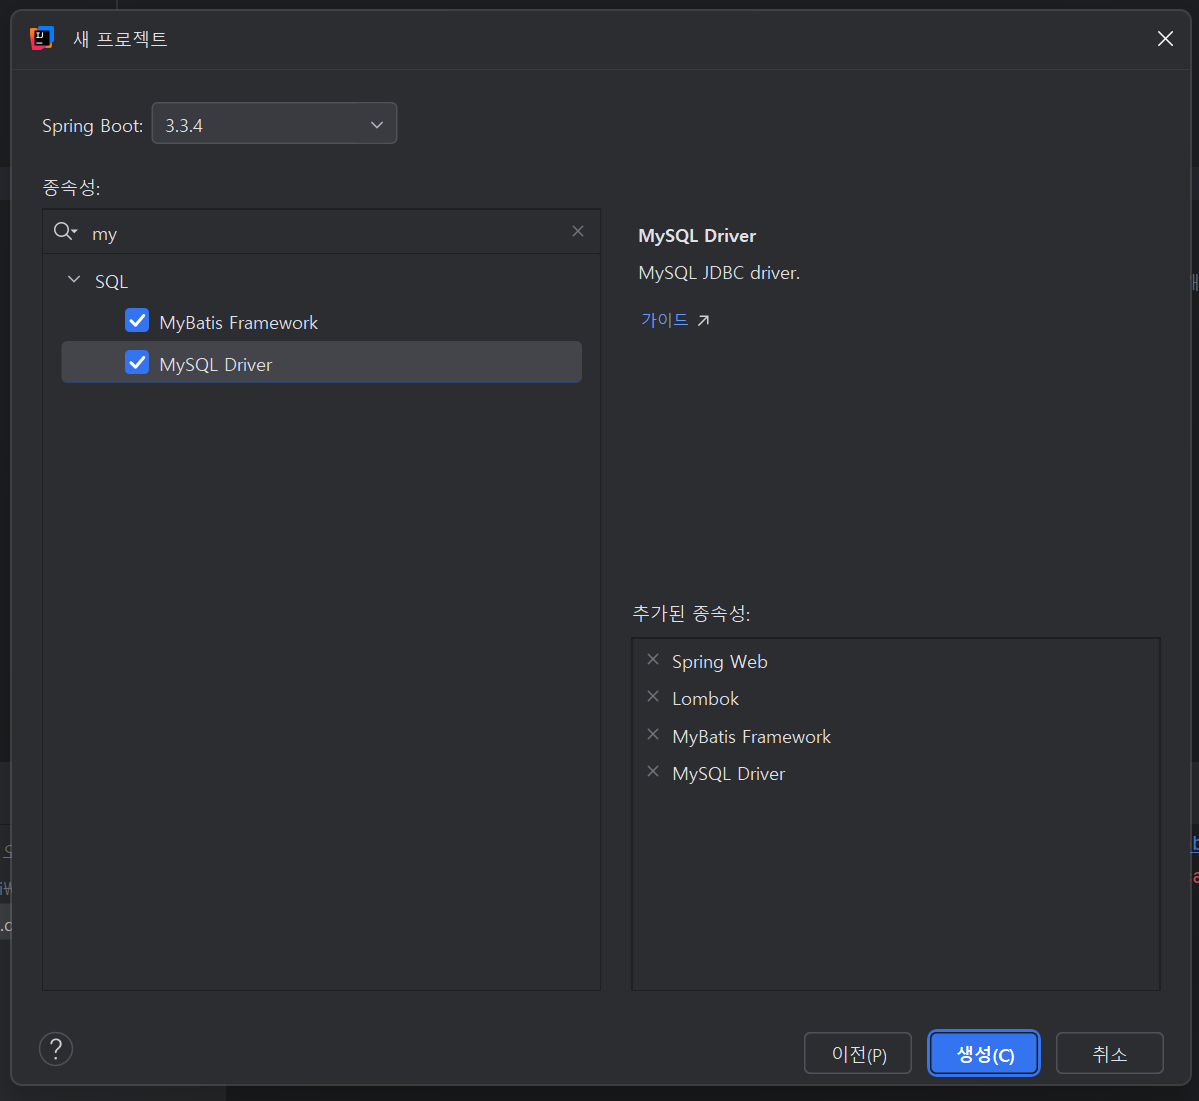 새 프로젝트
Spring Boot: 3.3.4
종속성:
my
SQL
MyBatis Framework
MySQL Driver
MySQL Driver
MySQL JDBC driver.
가이드
추가된 종속성:
Spring Web
Lombok
MyBatis Framework
MySQL Driver
? 이전(P) 생성(C) 취소